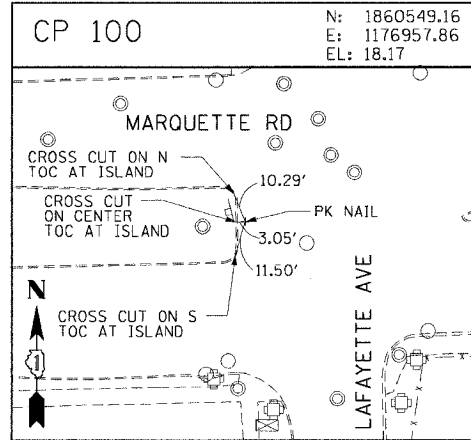 CP 100
N: 1860549.16
E: 1176957.86
EL: 18.17
MARQUETTE RD
CROSS CUT ON N
TOC AT ISLAND
10.29'
CROSS CUT
ON CENTER
TOC AT ISLAND
PK NAIL
3.05'
11.50'
CROSS CUT ON S
TOC AT ISLAND
N
1
LAFAYETTE AVE